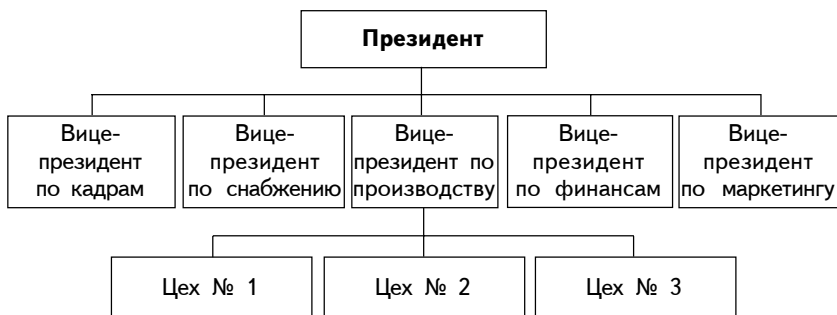 Президент
Вице-
президент
по кадрам
Вице-
президент
по снабжению
Вице-
президент по
производству
Вице-
президент
по финансам
Вице-
президент
по маркетингу
Цех № 1
Цех № 2
Цех № 3